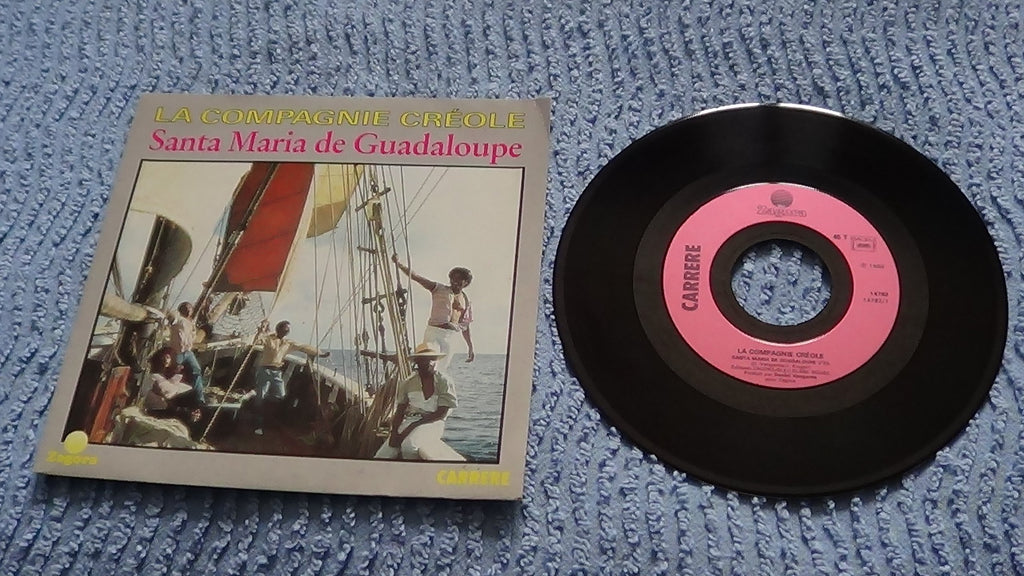 LA COMPAGNIE CRÉOLE
Santa Maria de Guadaloupe
Zagora
CARRERE
Zagora
CARRERE
45 T
LA COMPAGNIE CRÉOLE
SANTA MARIA DE GUADALOUPE